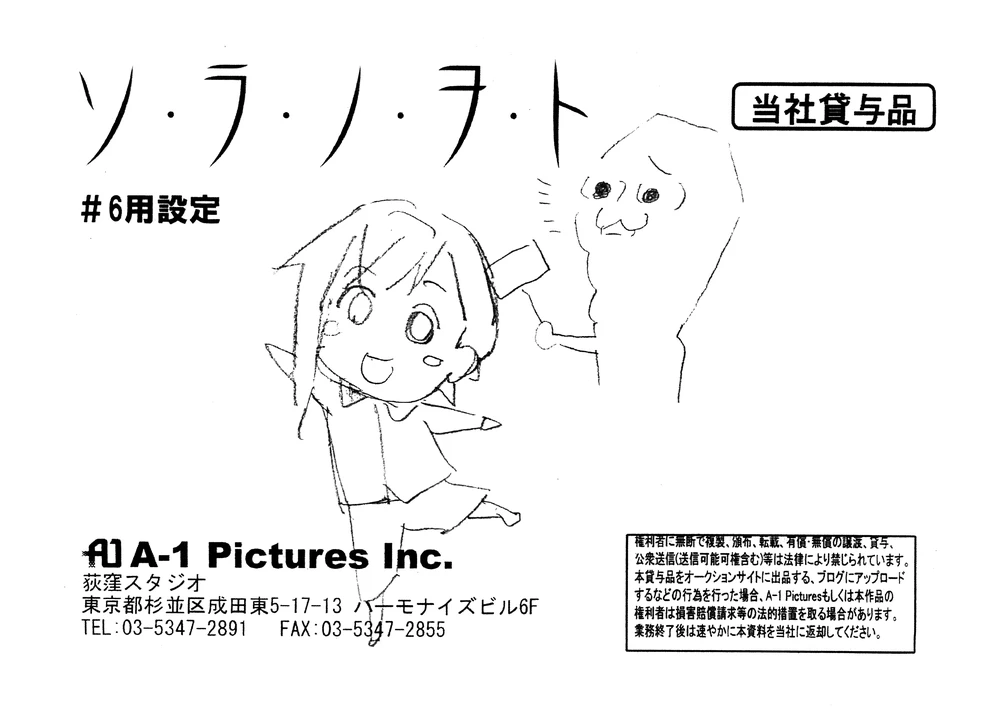 ソ・ラ・ノ・ヲ・ト
当社貸与品
#6用設定
A-1 Pictures Inc.
荻窪スタジオ
東京都杉並区成田東5-17-13 ハーモナイズビル6F
TEL:03-5347-2891 FAX:03-5347-2855
権利者に無断で複製、頒布、転載、有償・無償の譲渡、貸与、
公衆送信(送信可能可権含む)等は法律により禁じられています。
本貸与品をオークションサイトに出品する、ブログにアップロード
するなどの行為を行った場合、A-1 Picturesもしくは本作品の
権利者は損害賠償請求等の法的措置を取る場合があります。
業務終了後は速やかに本資料を当社に返却してください。